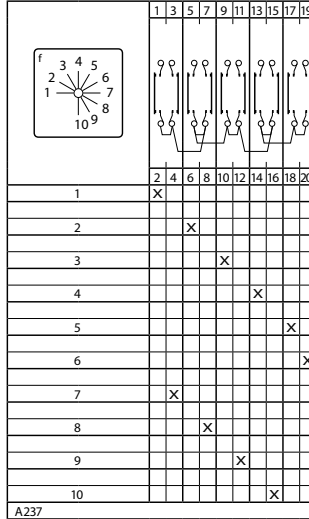 1 3 5 7 9 11 13 15 17 19
f
1 2 3 4 5 6 7 8 9 10
2 4 6 8 10 12 14 16 18 20
1 X
2 X
3 X
4 X
5 X
6 X
7 X
8 X
9 X
10 X
A237